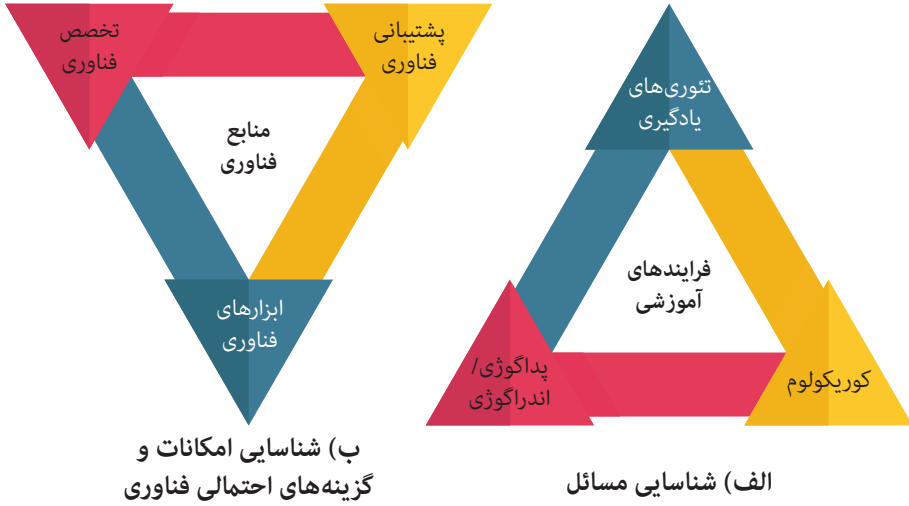 تئوری‌های
یادگیری
فرایندهای
آموزشی
پداگوژی/
اندراگوژی
کوریکولوم
الف) شناسایی مسائل
پشتیبانی
فناوری
تخصص
فناوری
منابع
فناوری
ابزارهای
فناوری
ب) شناسایی امکانات و
گزینه‌های احتمالی فناوری